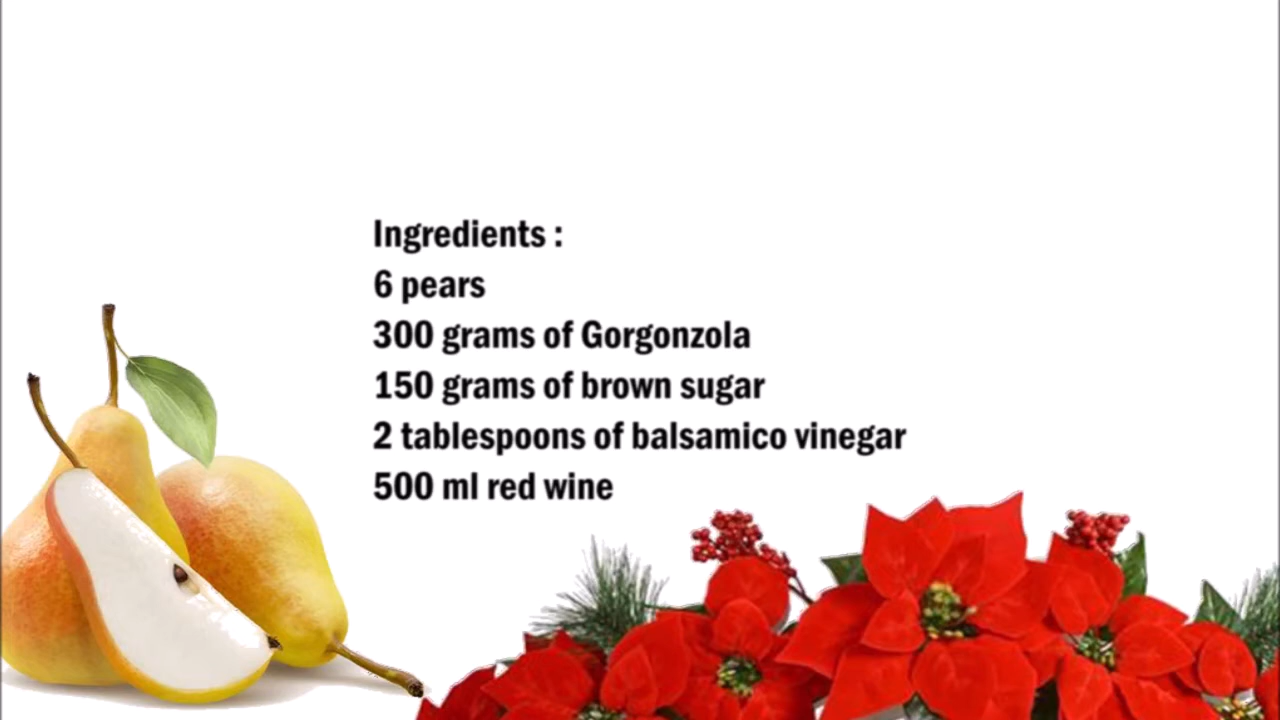 Ingredients :
6 pears
300 grams of Gorgonzola
150 grams of brown sugar
2 tablespoons of balsamico vinegar
500 ml red wine